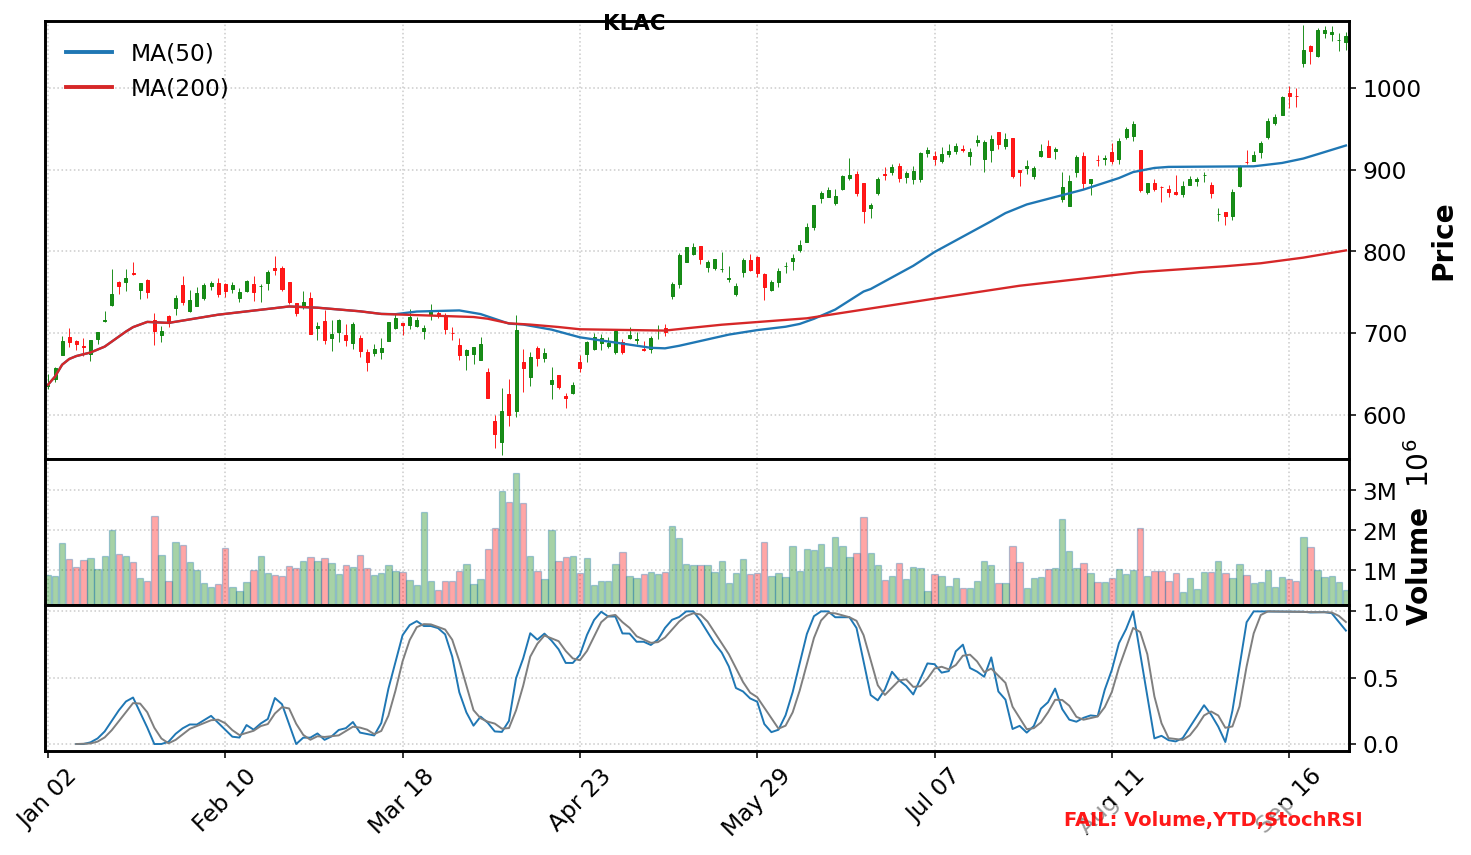 KLAC
MA(50)
MA(200)
1000
900
800
700
600
Price
10⁶
3M
2M
1M
Volume
1.0
0.5
0.0
Jan 02
Feb 10
Mar 18
Apr 23
May 29
Jul 07
Aug 11
Sep 16
FAIL: Volume,YTD,StochRSI